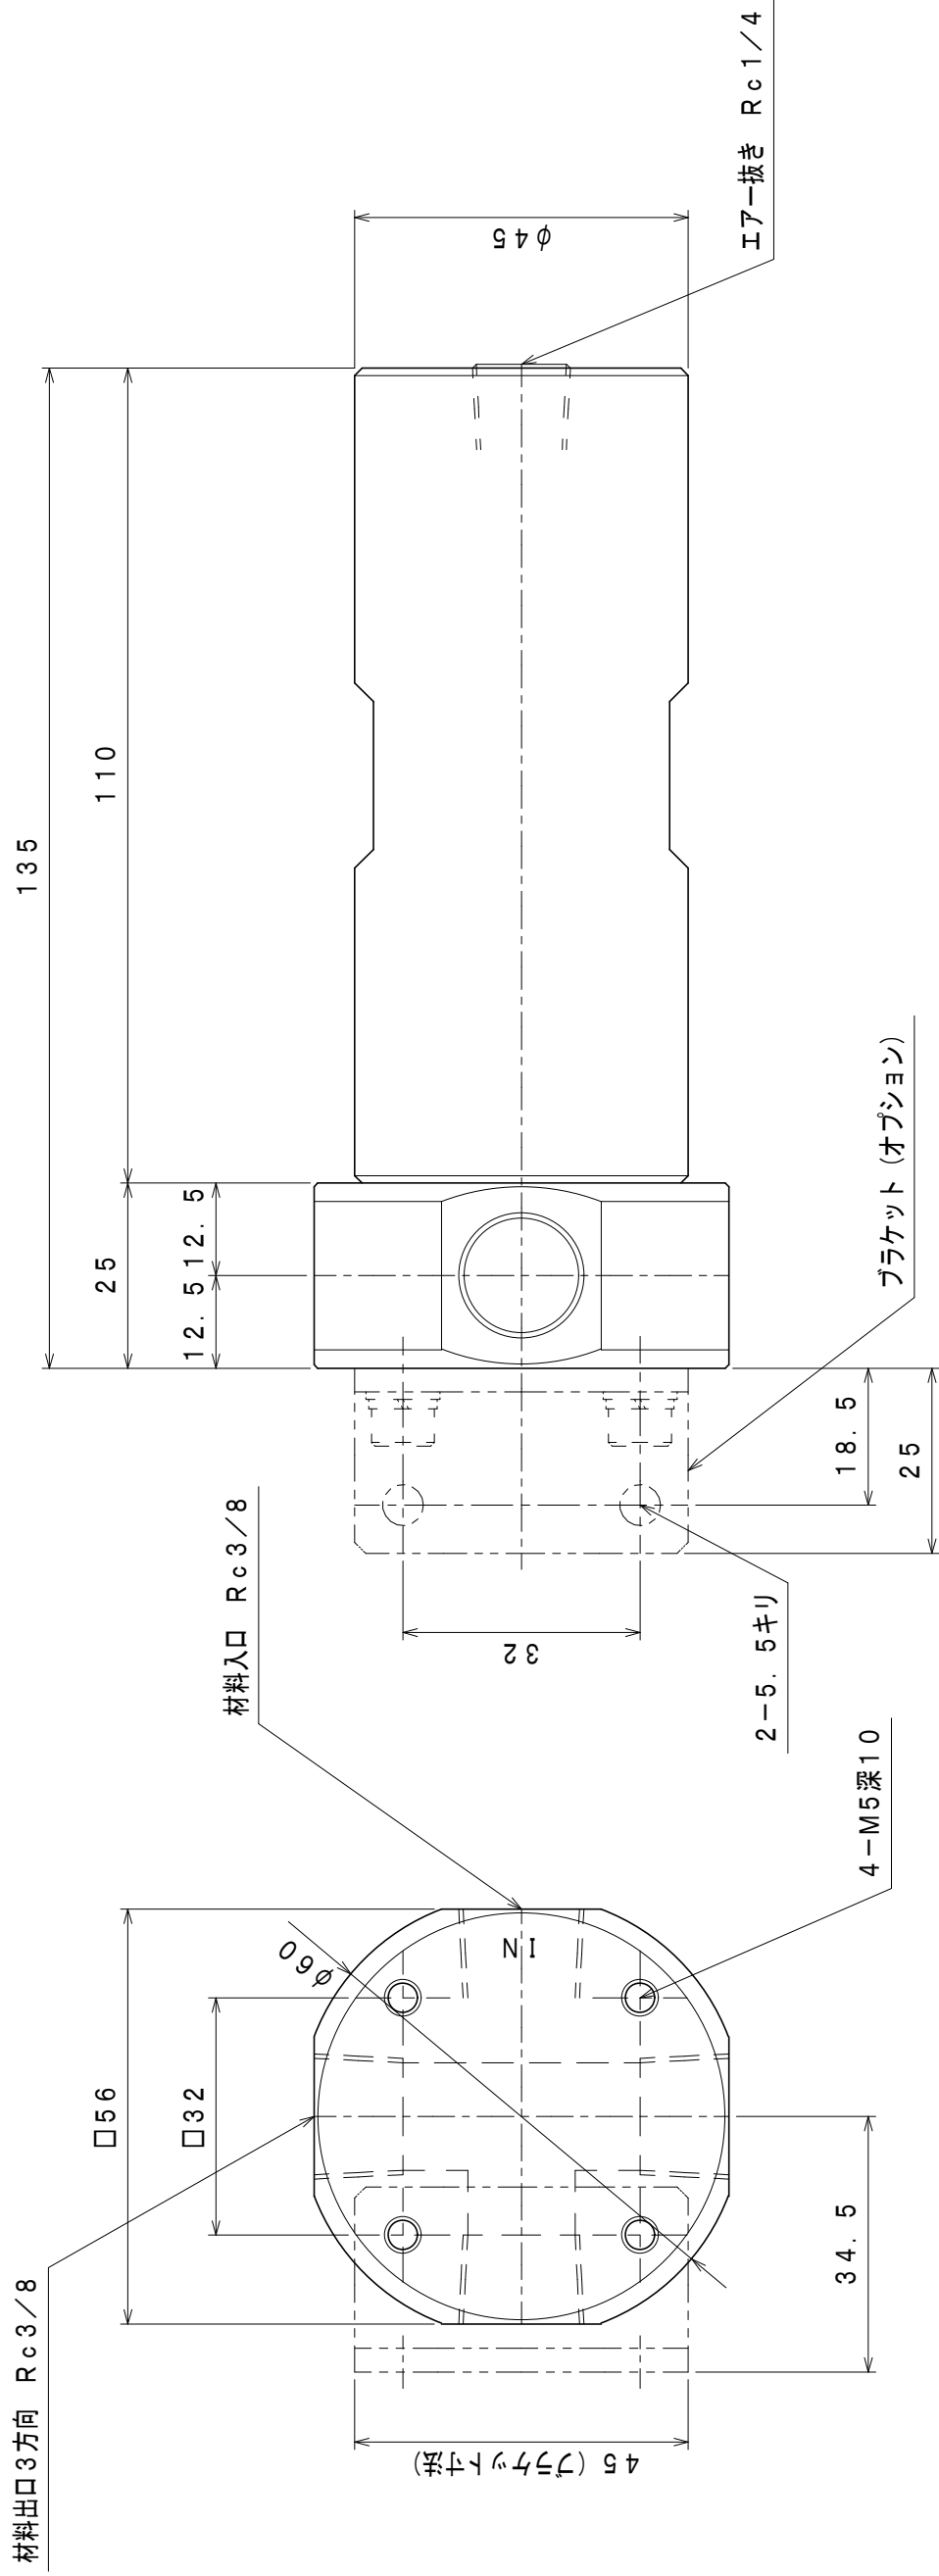 材料出口3方向 Rc3/8
□56
□32
φ60
IN
材料入口 Rc3/8
4-M5深10
34.5
45(ブラケット寸法)
135
110
25
12.5
12.5
φ45
エアー抜き Rc1/4
ブラケット(オプション)
18.5
25
32
2-5.5キリ